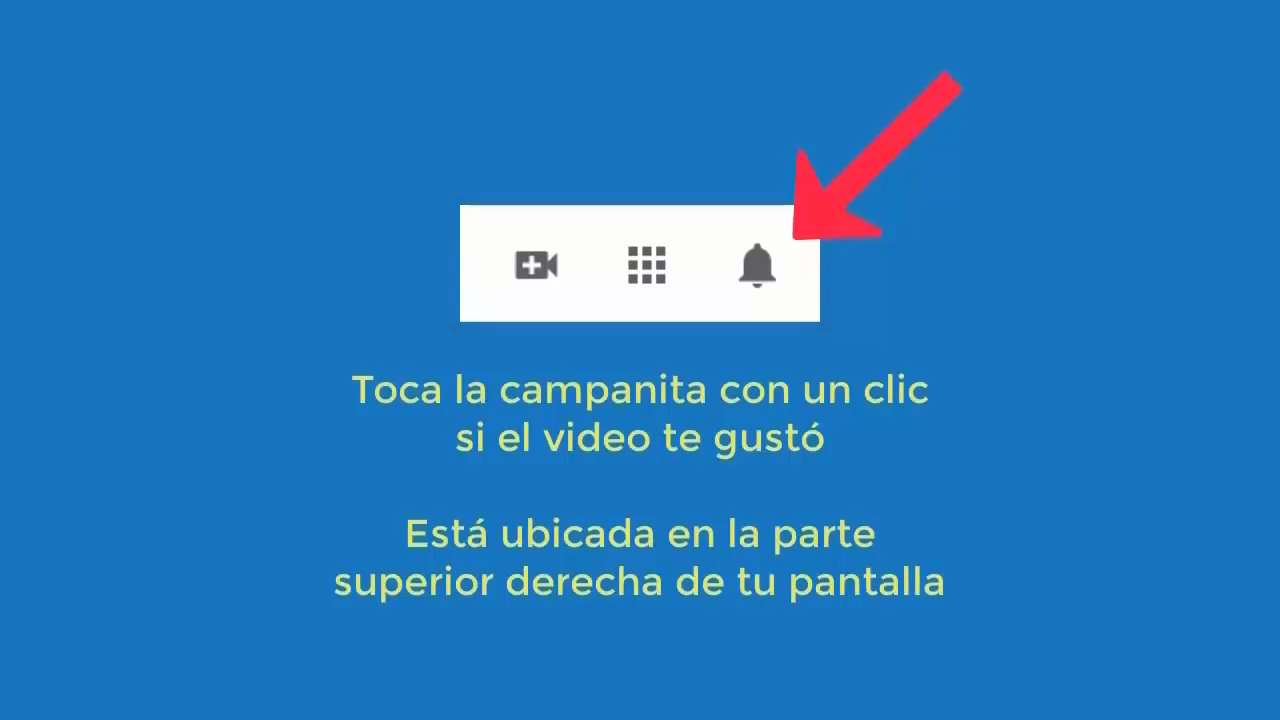 Toca la campanita con un clic
si el video te gustó
Está ubicada en la parte
superior derecha de tu pantalla